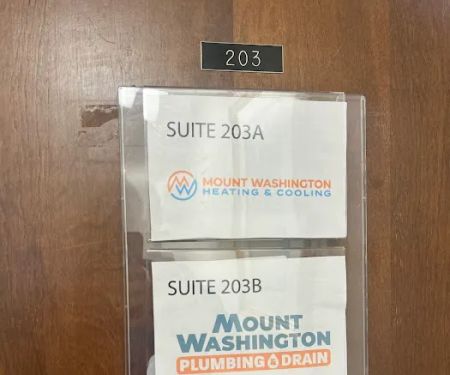 203
SUITE 203A
MOUNT WASHINGTON
HEATING & COOLING
SUITE 203B
MOUNT
WASHINGTON
PLUMBING & DRAIN